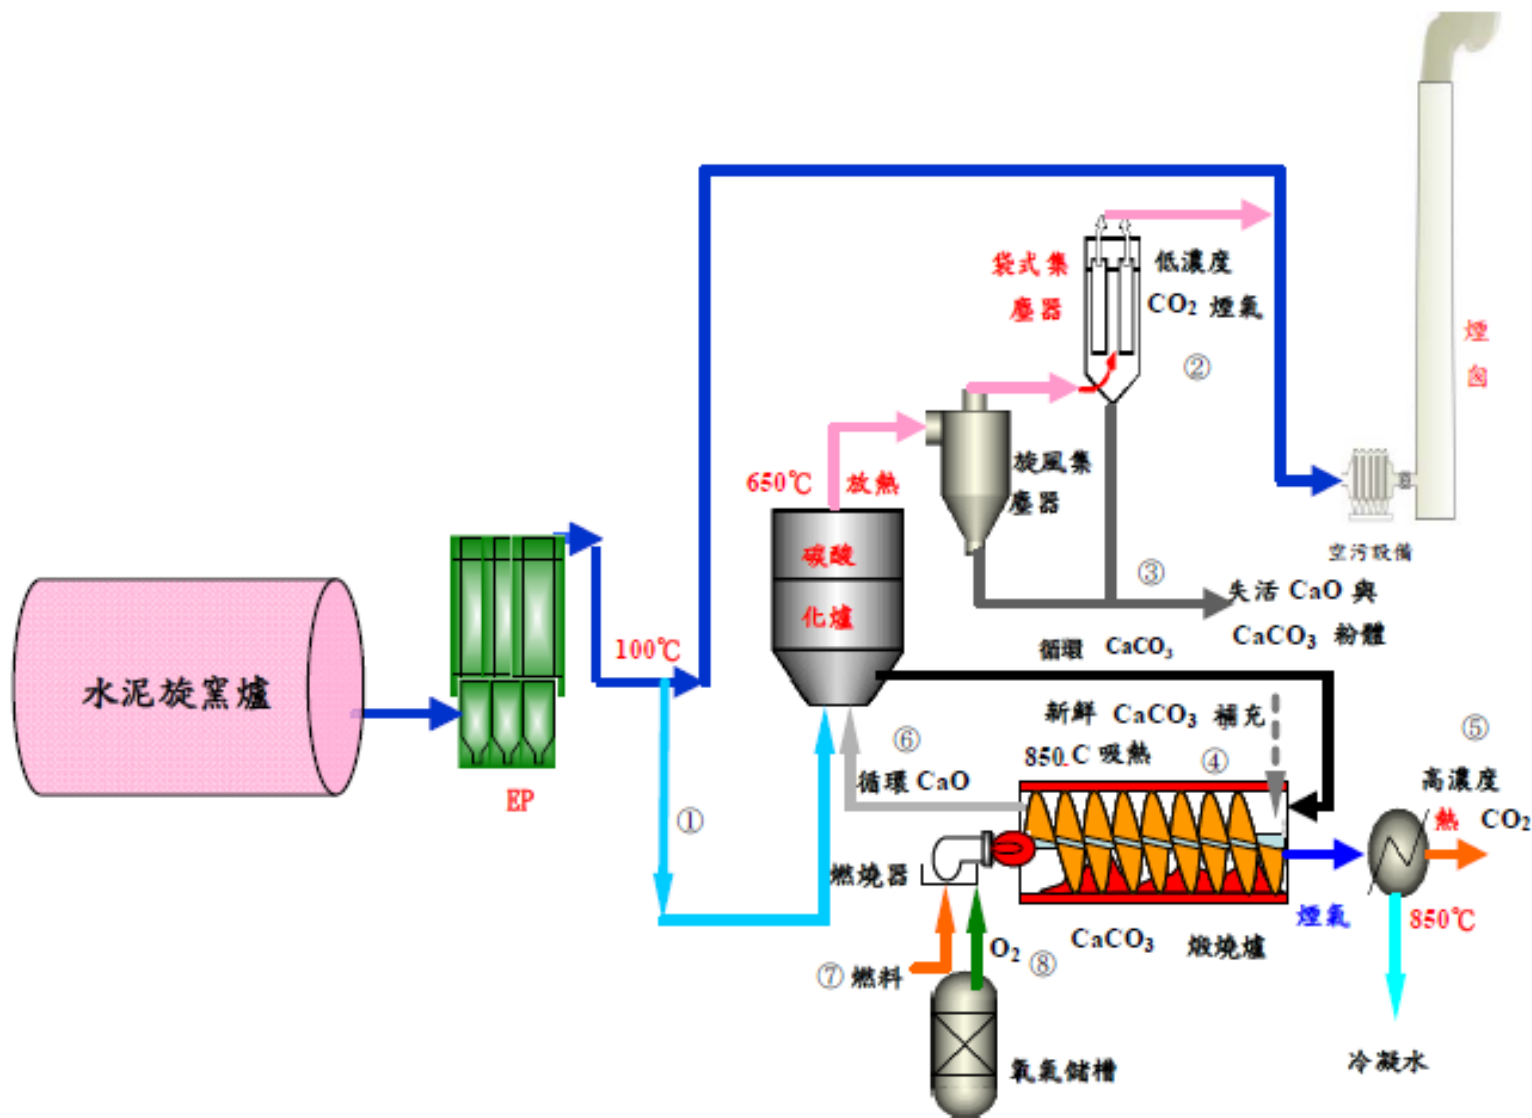 袋式集
塵器
低濃度
CO₂ 煙氣
②
煙
囪
650℃ 放熱
旋風集
塵器
碳酸
化爐
空污設備
③
失活 CaO 與
CaCO₃ 粉體
100℃
循環 CaCO₃
水泥旋窯爐
新鮮 CaCO₃ 補充
⑥
850.C 吸熱
④
⑤
循環 CaO
高濃度
熱 CO₂
EP
①
燃燒器
煙氣
850℃
CaCO₃ 煅燒爐
O₂
⑧
⑦ 燃料
氧氣儲槽
冷凝水